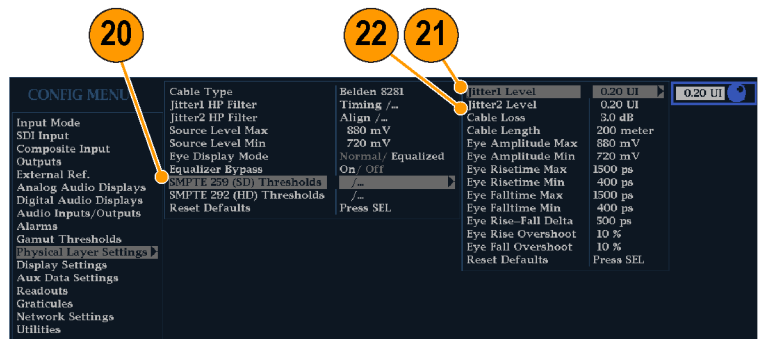 20
22
21
CONFIG MENU
Input Mode
SDI Input
Composite Input
Outputs
External Ref.
Analog Audio Displays
Digital Audio Displays
Audio Inputs/Outputs
Alarms
Gamut Thresholds
Physical Layer Settings
Display Settings
Aux Data Settings
Readouts
Graticules
Network Settings
Utilities
Cable Type Belden 8281
Jitter1 HP Filter Timing /...
Jitter2 HP Filter Align /...
Source Level Max 880 mV
Source Level Min 720 mV
Eye Display Mode Normal/ Equalized
Equalizer Bypass On/ Off
SMPTE 259 (SD) Thresholds /...
SMPTE 292 (HD) Thresholds /...
Reset Defaults Press SEL
Jitter1 Level 0.20 UI
Jitter2 Level 0.20 UI
Cable Loss 3.0 dB
Cable Length 200 meter
Eye Amplitude Max 880 mV
Eye Amplitude Min 720 mV
Eye Risetime Max 1500 ps
Eye Risetime Min 400 ps
Eye Falltime Max 1500 ps
Eye Falltime Min 400 ps
Eye Rise-Fall Delta 500 ps
Eye Rise Overshoot 10 %
Eye Fall Overshoot 10 %
Reset Defaults Press SEL
0.20 UI